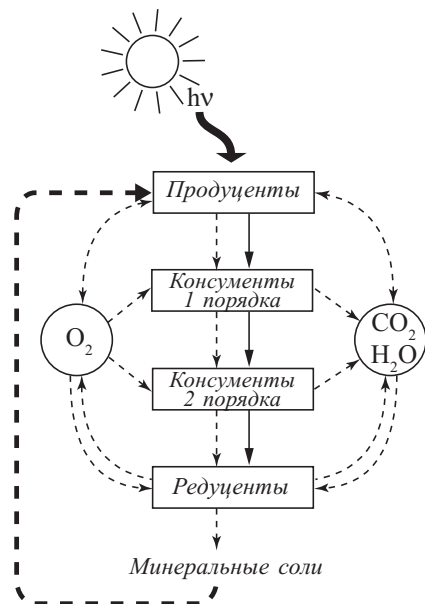 hν
Продуценты
Консументы
1 порядка
O₂
CO₂
H₂O
Консументы
2 порядка
Редуценты
Минеральные соли